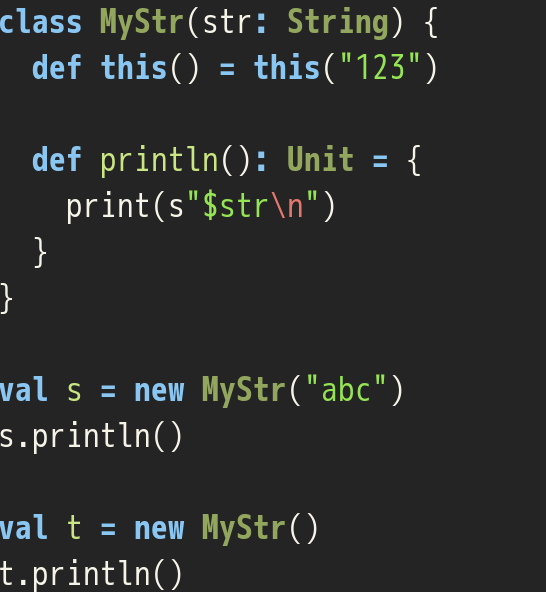 class MyStr(str: String) {
  def this() = this("123")

  def println(): Unit = {
    print(s"$str\n")
  }
}

val s = new MyStr("abc")
s.println()

val t = new MyStr()
t.println()